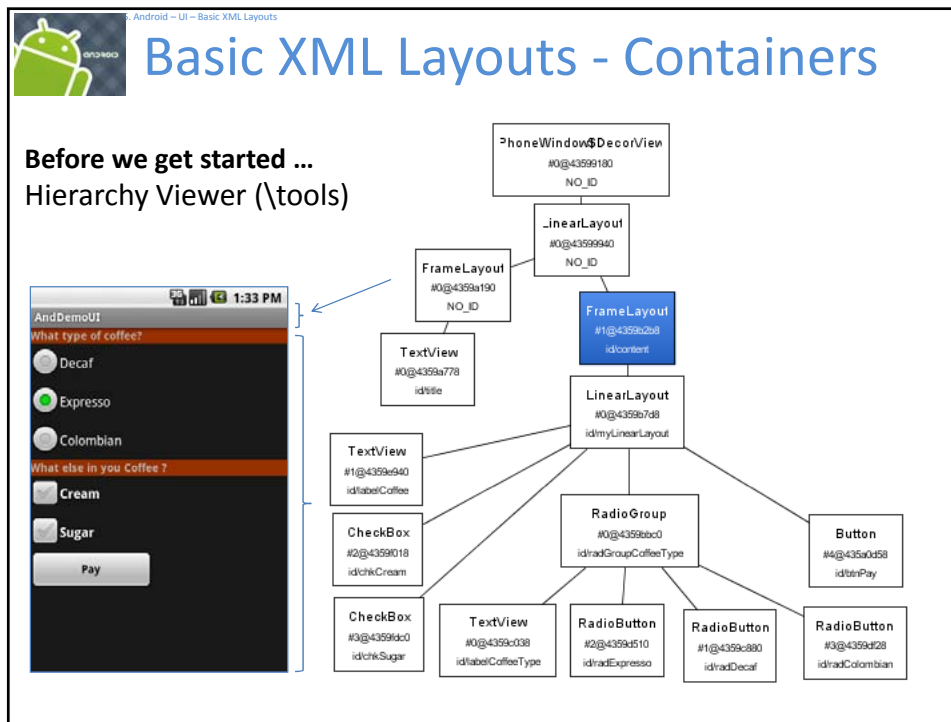 5. Android – UI – Basic XML Layouts
ANDROID
Basic XML Layouts - Containers
Before we get started …
Hierarchy Viewer (\tools)
PhoneWindow$DecorView
#0@43599180
NO_ID
LinearLayout
#0@43599940
NO_ID
FrameLayout
#0@4359a190
NO_ID
TextView
#0@4359a778
id/title
FrameLayout
#1@4359b2b8
id/content
LinearLayout
#0@4359b7d8
id/myLinearLayout
TextView
#1@4359e940
id/labelCoffee
CheckBox
#2@4359f018
id/chkCream
CheckBox
#3@4359fdc0
id/chkSugar
RadioGroup
#0@4359bbc0
id/radGroupCoffeeType
Button
#4@435a0d58
id/btnPay
TextView
#0@4359c038
id/labelCoffeeType
RadioButton
#2@4359d510
id/radExpresso
RadioButton
#1@4359c880
id/radDecaf
RadioButton
#3@4359df28
id/radColombian
3G
1:33 PM
AndDemoUI
What type of coffee?
Decaf
Expresso
Colombian
What else in you Coffee ?
Cream
Sugar
Pay